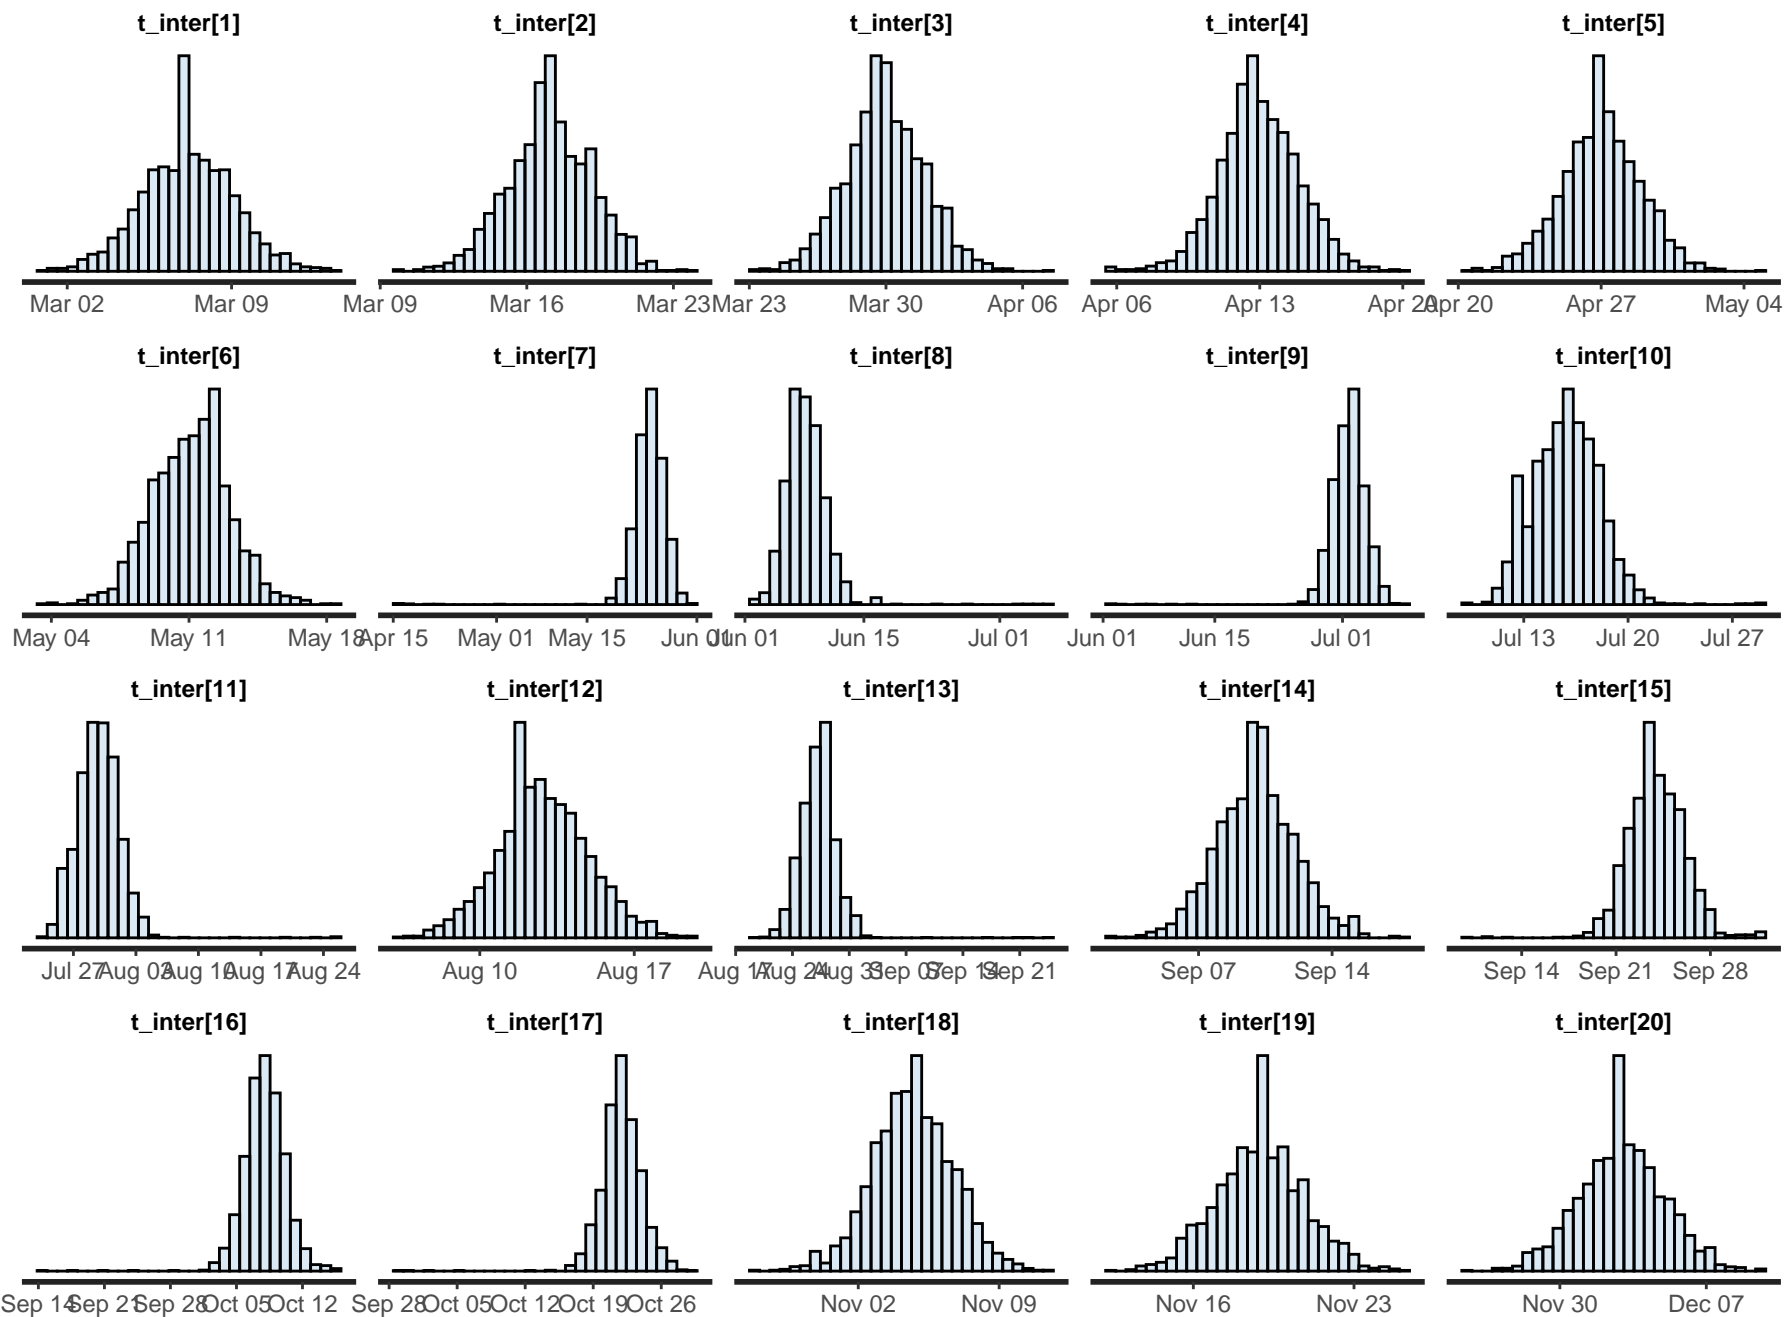 t_inter[1] t_inter[2] t_inter[3] t_inter[4] t_inter[5]
Mar 02 Mar 09 Mar 09 Mar 16 Mar 23 Mar 23 Mar 30 Apr 06 Apr 06 Apr 13 Apr 20 Apr 20 Apr 27 May 04
t_inter[6] t_inter[7] t_inter[8] t_inter[9] t_inter[10]
May 04 May 11 May 18 Apr 15 May 01 May 15 Jun 01 Jun 01 Jun 15 Jul 01 Jun 01 Jun 15 Jul 01 Jul 13 Jul 20 Jul 27
t_inter[11] t_inter[12] t_inter[13] t_inter[14] t_inter[15]
Jul 27 Aug 03 Aug 10 Aug 17 Aug 24 Aug 10 Aug 17 Aug 17 Aug 24 Aug 31 Sep 07 Sep 14 Sep 21 Sep 07 Sep 14 Sep 14 Sep 21 Sep 28
t_inter[16] t_inter[17] t_inter[18] t_inter[19] t_inter[20]
Sep 14 Sep 21 Sep 28 Oct 05 Oct 12 Sep 28 Oct 05 Oct 12 Oct 19 Oct 26 Nov 02 Nov 09 Nov 16 Nov 23 Nov 30 Dec 07